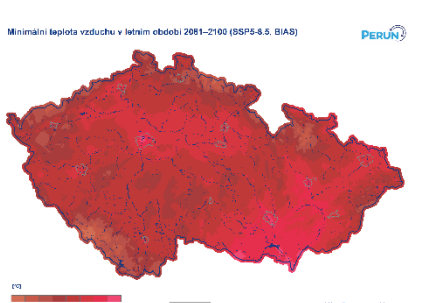 Minimální teplota vzduchu v letním období 2081–2100 (SSP5-8.5, BIAS)
PERUN
[°C]